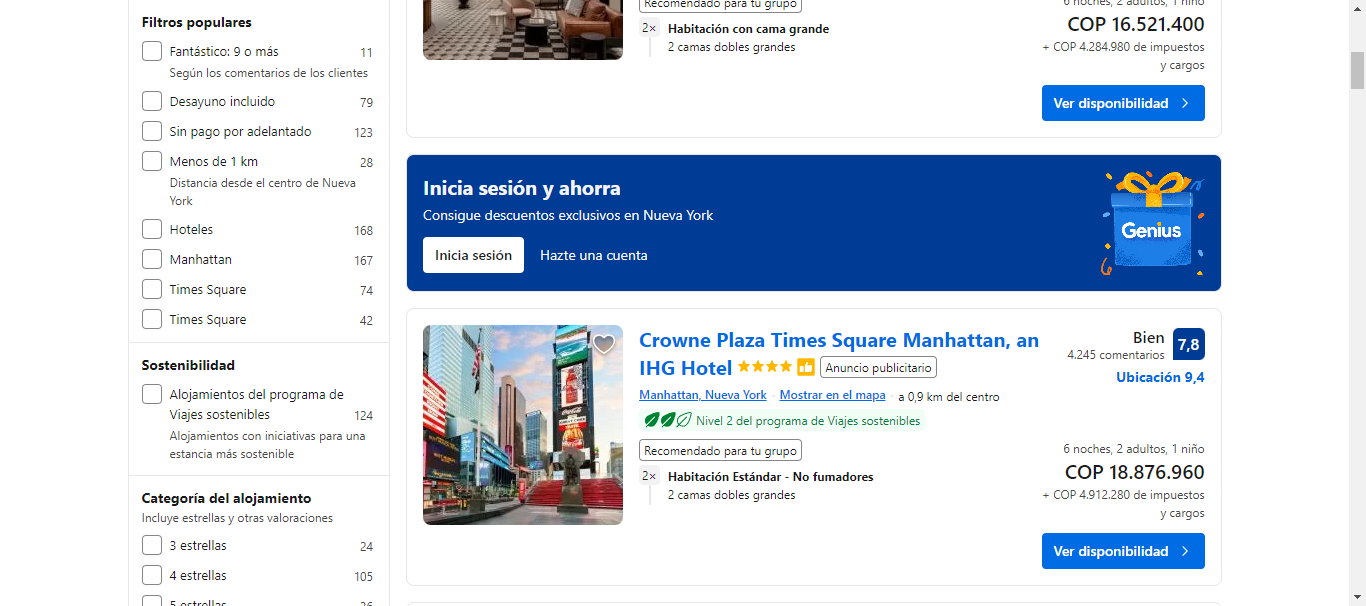 Filtros populares
Fantástico: 9 o más 11
Según los comentarios de los clientes
Desayuno incluido 79
Sin pago por adelantado 123
Menos de 1 km 28
Distancia desde el centro de Nueva
York
Hoteles 168
Manhattan 167
Times Square 74
Times Square 42
Sostenibilidad
Alojamientos del programa de
Viajes sostenibles 124
Alojamientos con iniciativas para una
estancia más sostenible
Categoría del alojamiento
Incluye estrellas y otras valoraciones
3 estrellas 24
4 estrellas 105
5 estrellas 26
Recomendado para tu grupo
2× Habitación con cama grande
2 camas dobles grandes
6 noches, 2 adultos, 1 niño
COP 16.521.400
+ COP 4.284.980 de impuestos
y cargos
Ver disponibilidad
Inicia sesión y ahorra
Consigue descuentos exclusivos en Nueva York
Inicia sesión Hazte una cuenta
Genius
Crowne Plaza Times Square Manhattan, an
IHG Hotel Anuncio publicitario
Manhattan, Nueva York · Mostrar en el mapa · a 0,9 km del centro
Nivel 2 del programa de Viajes sostenibles
Recomendado para tu grupo
2× Habitación Estándar - No fumadores
2 camas dobles grandes
Bien 7,8
4.245 comentarios
Ubicación 9,4
6 noches, 2 adultos, 1 niño
COP 18.876.960
+ COP 4.912.280 de impuestos
y cargos
Ver disponibilidad